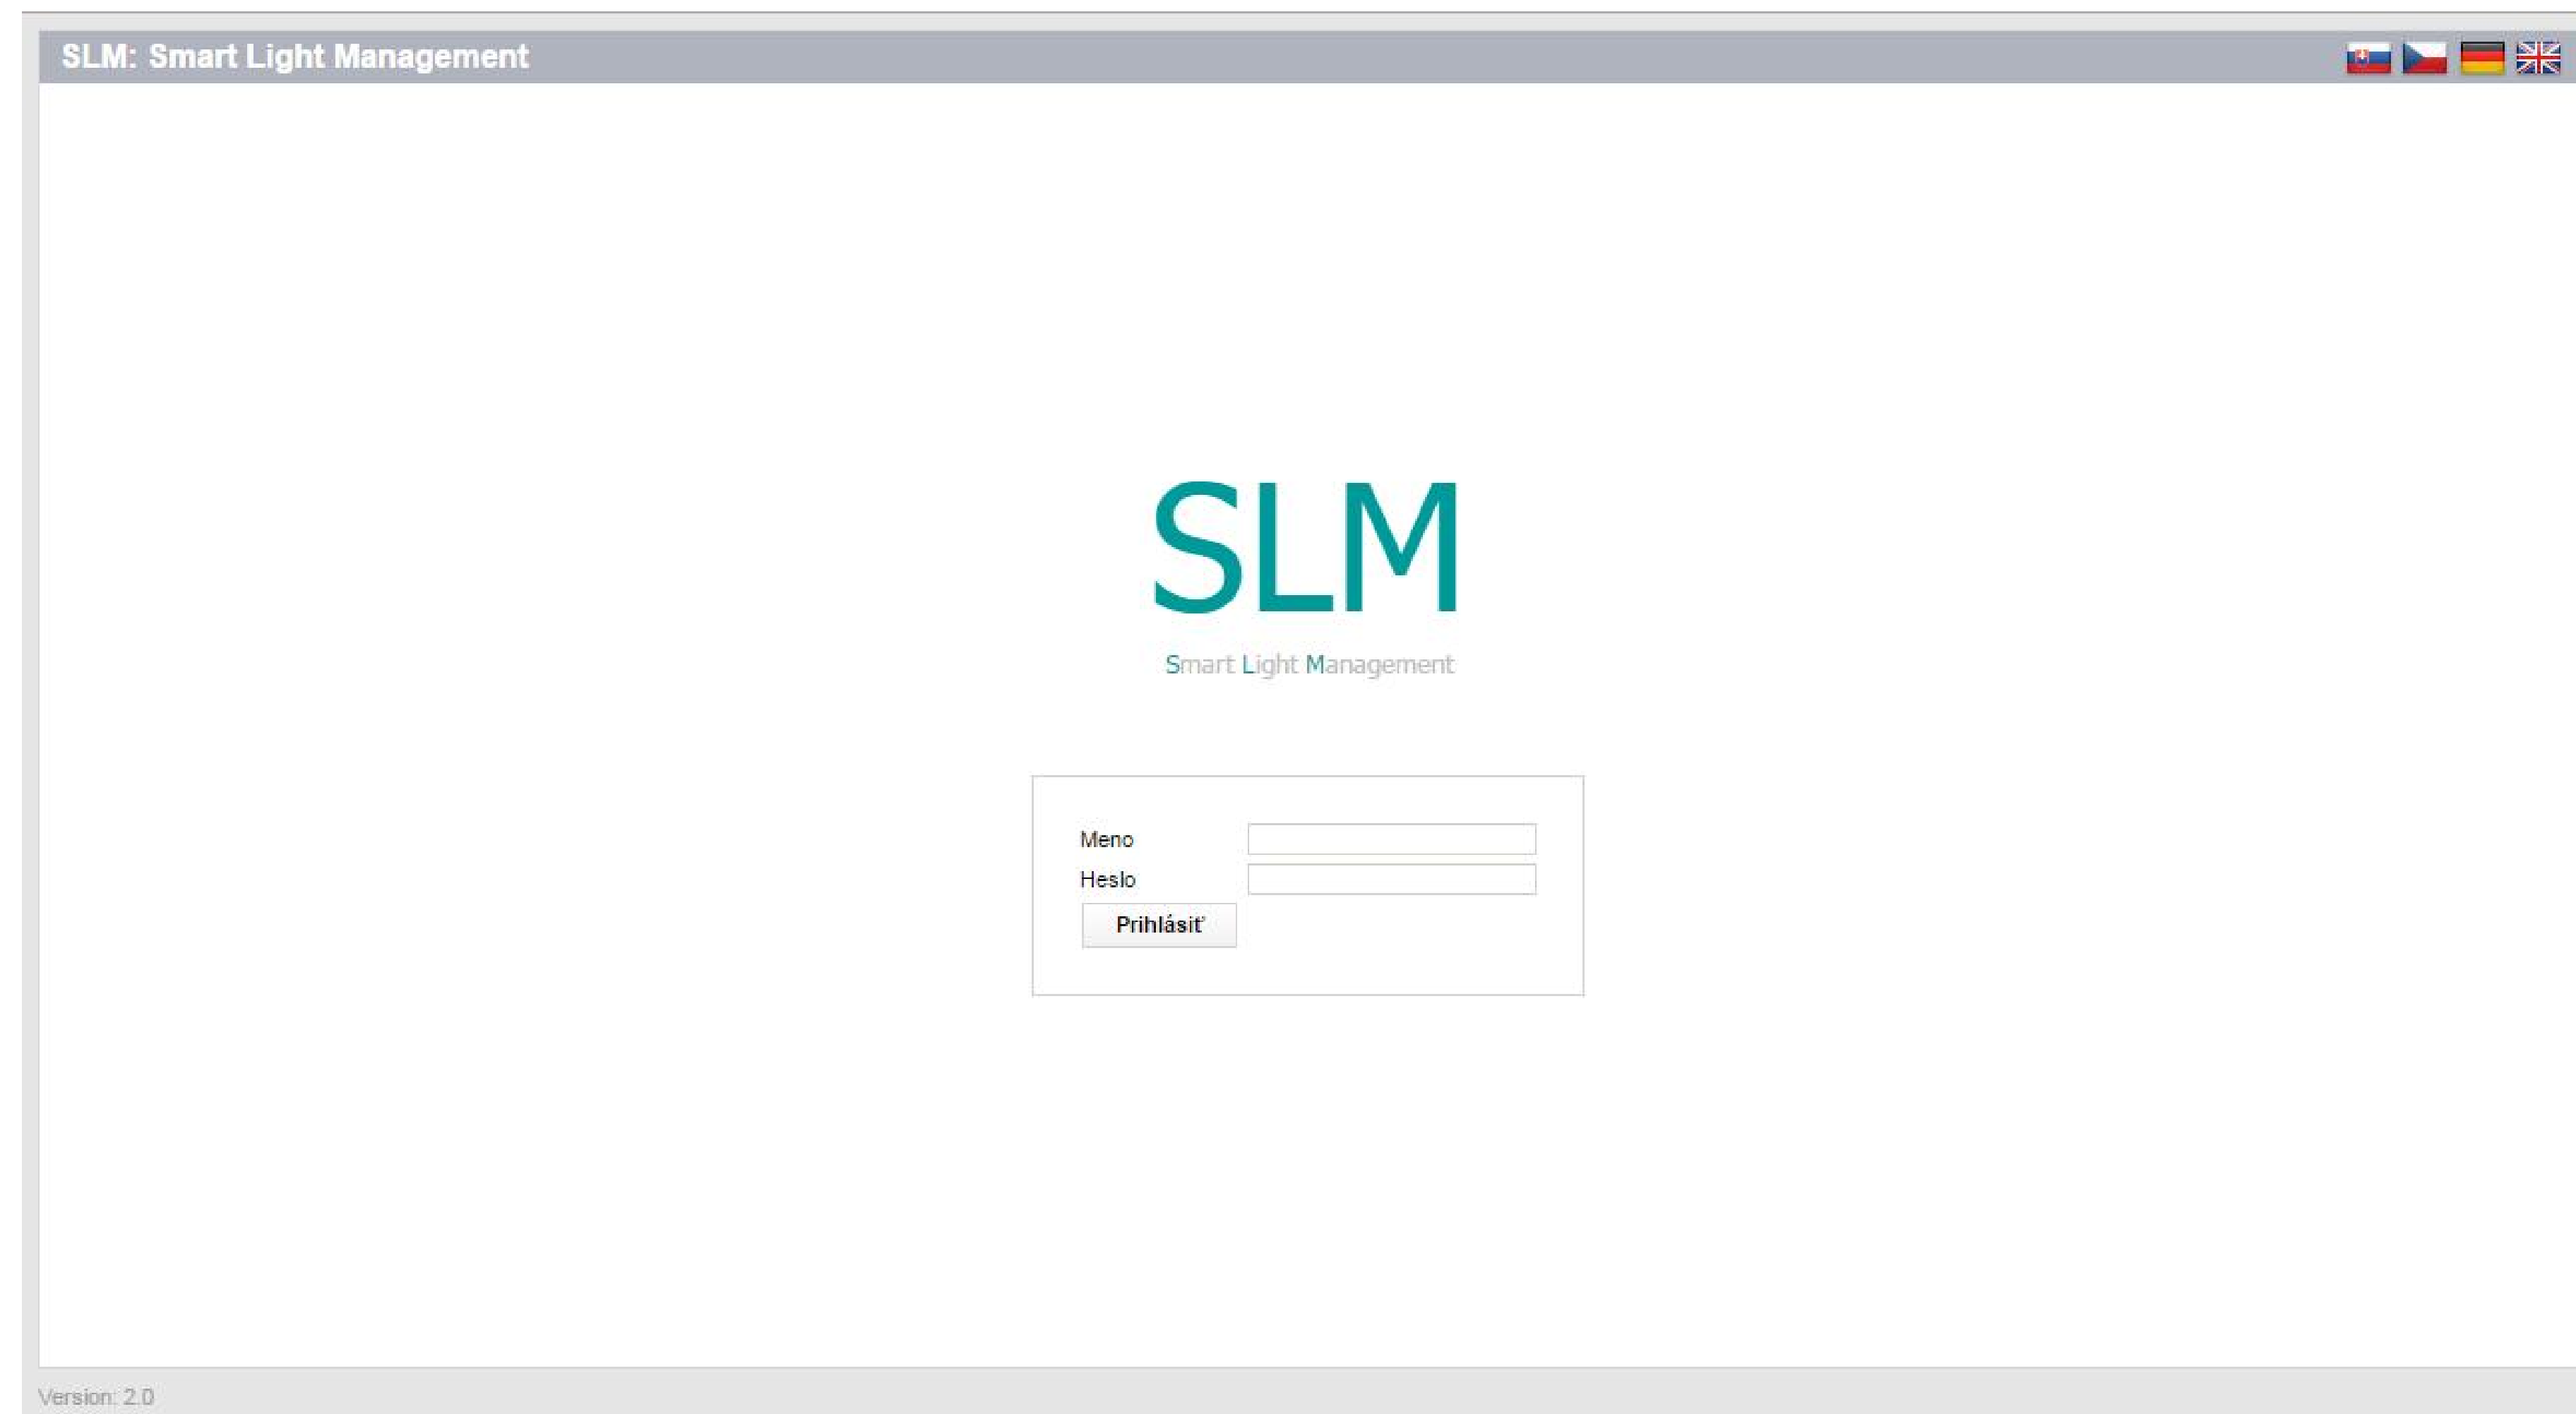 SLM: Smart Light Management
SLM
Smart Light Management
Meno
Heslo
Prihlásiť
Version: 2.0